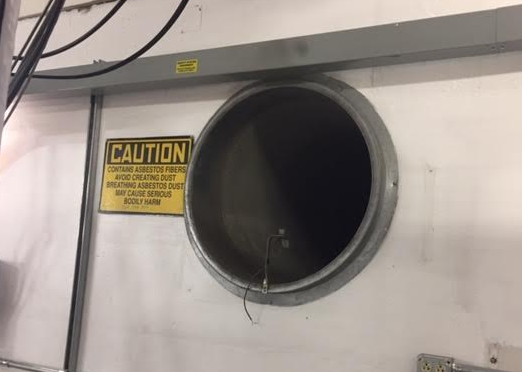 CAUTION
CONTAINS ASBESTOS FIBERS
AVOID CREATING DUST
BREATHING ASBESTOS DUST
MAY CAUSE SERIOUS
BODILY HARM